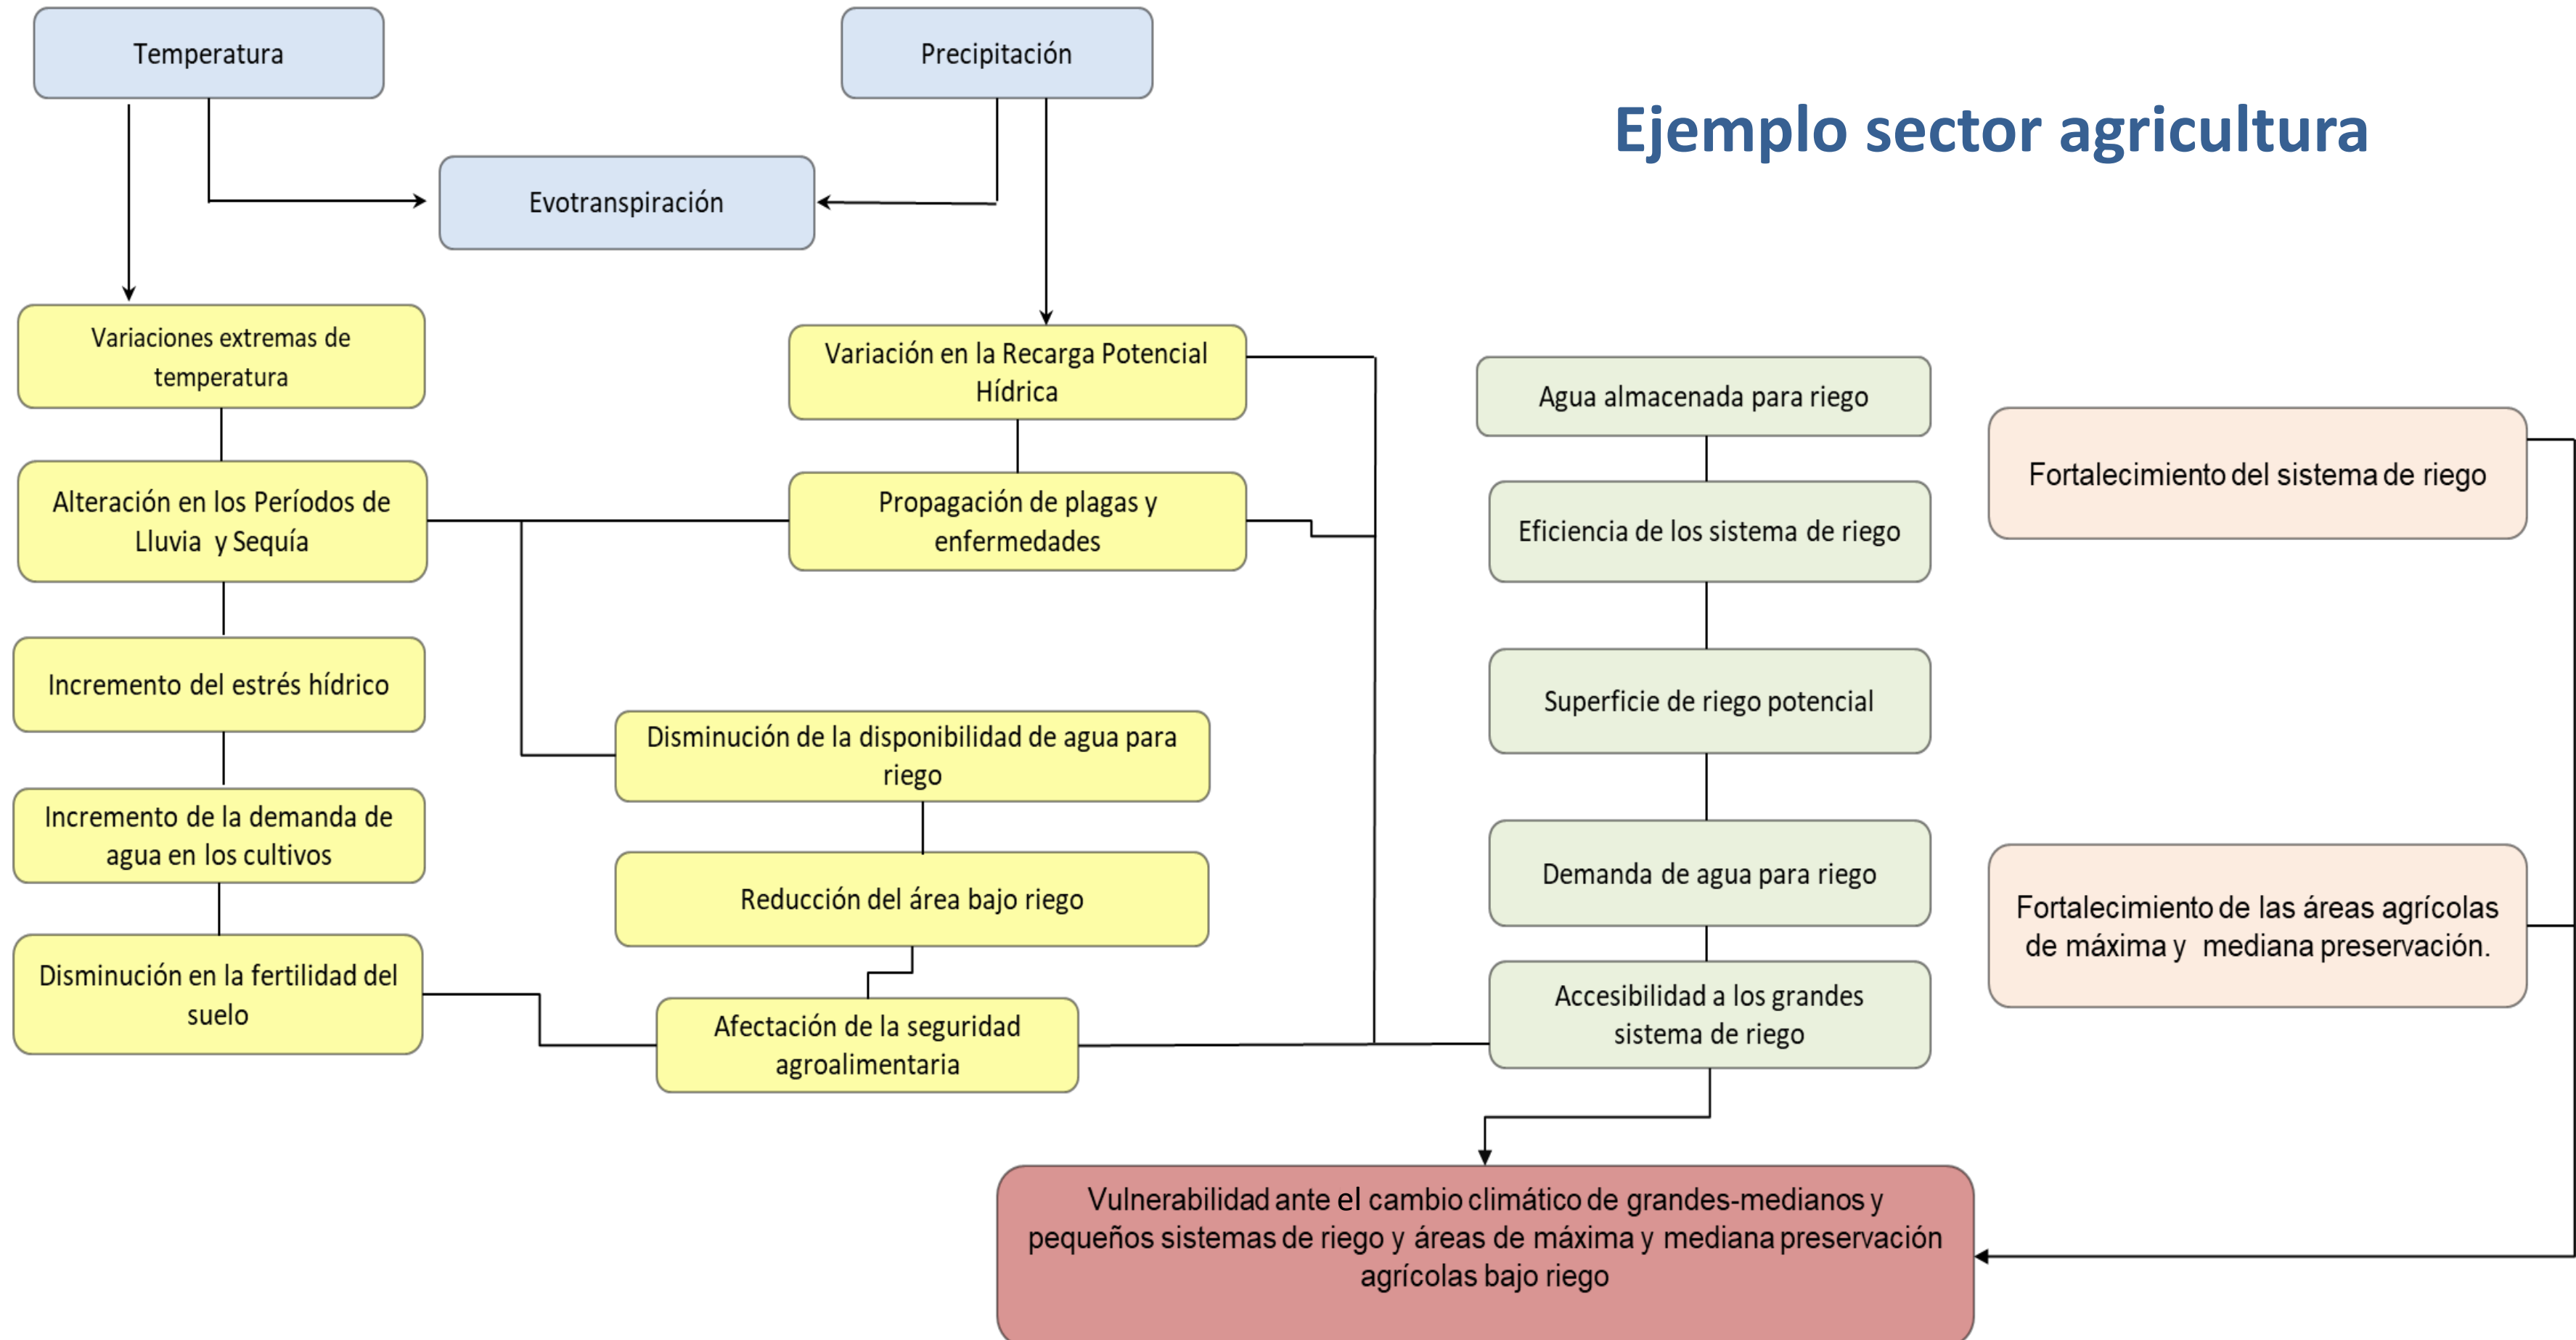 Temperatura
Precipitación
Ejemplo sector agricultura
Evotranspiración
Variaciones extremas de
temperatura
Variación en la Recarga Potencial
Hídrica
Agua almacenada para riego
Fortalecimiento del sistema de riego
Alteración en los Períodos de
Lluvia y Sequía
Propagación de plagas y
enfermedades
Eficiencia de los sistema de riego
Incremento del estrés hídrico
Superficie de riego potencial
Disminución de la disponibilidad de agua para
riego
Incremento de la demanda de
agua en los cultivos
Reducción del área bajo riego
Demanda de agua para riego
Fortalecimiento de las áreas agrícolas
de máxima y mediana preservación.
Disminución en la fertilidad del
suelo
Afectación de la seguridad
agroalimentaria
Accesibilidad a los grandes
sistema de riego
Vulnerabilidad ante el cambio climático de grandes-medianos y
pequeños sistemas de riego y áreas de máxima y mediana preservación
agrícolas bajo riego